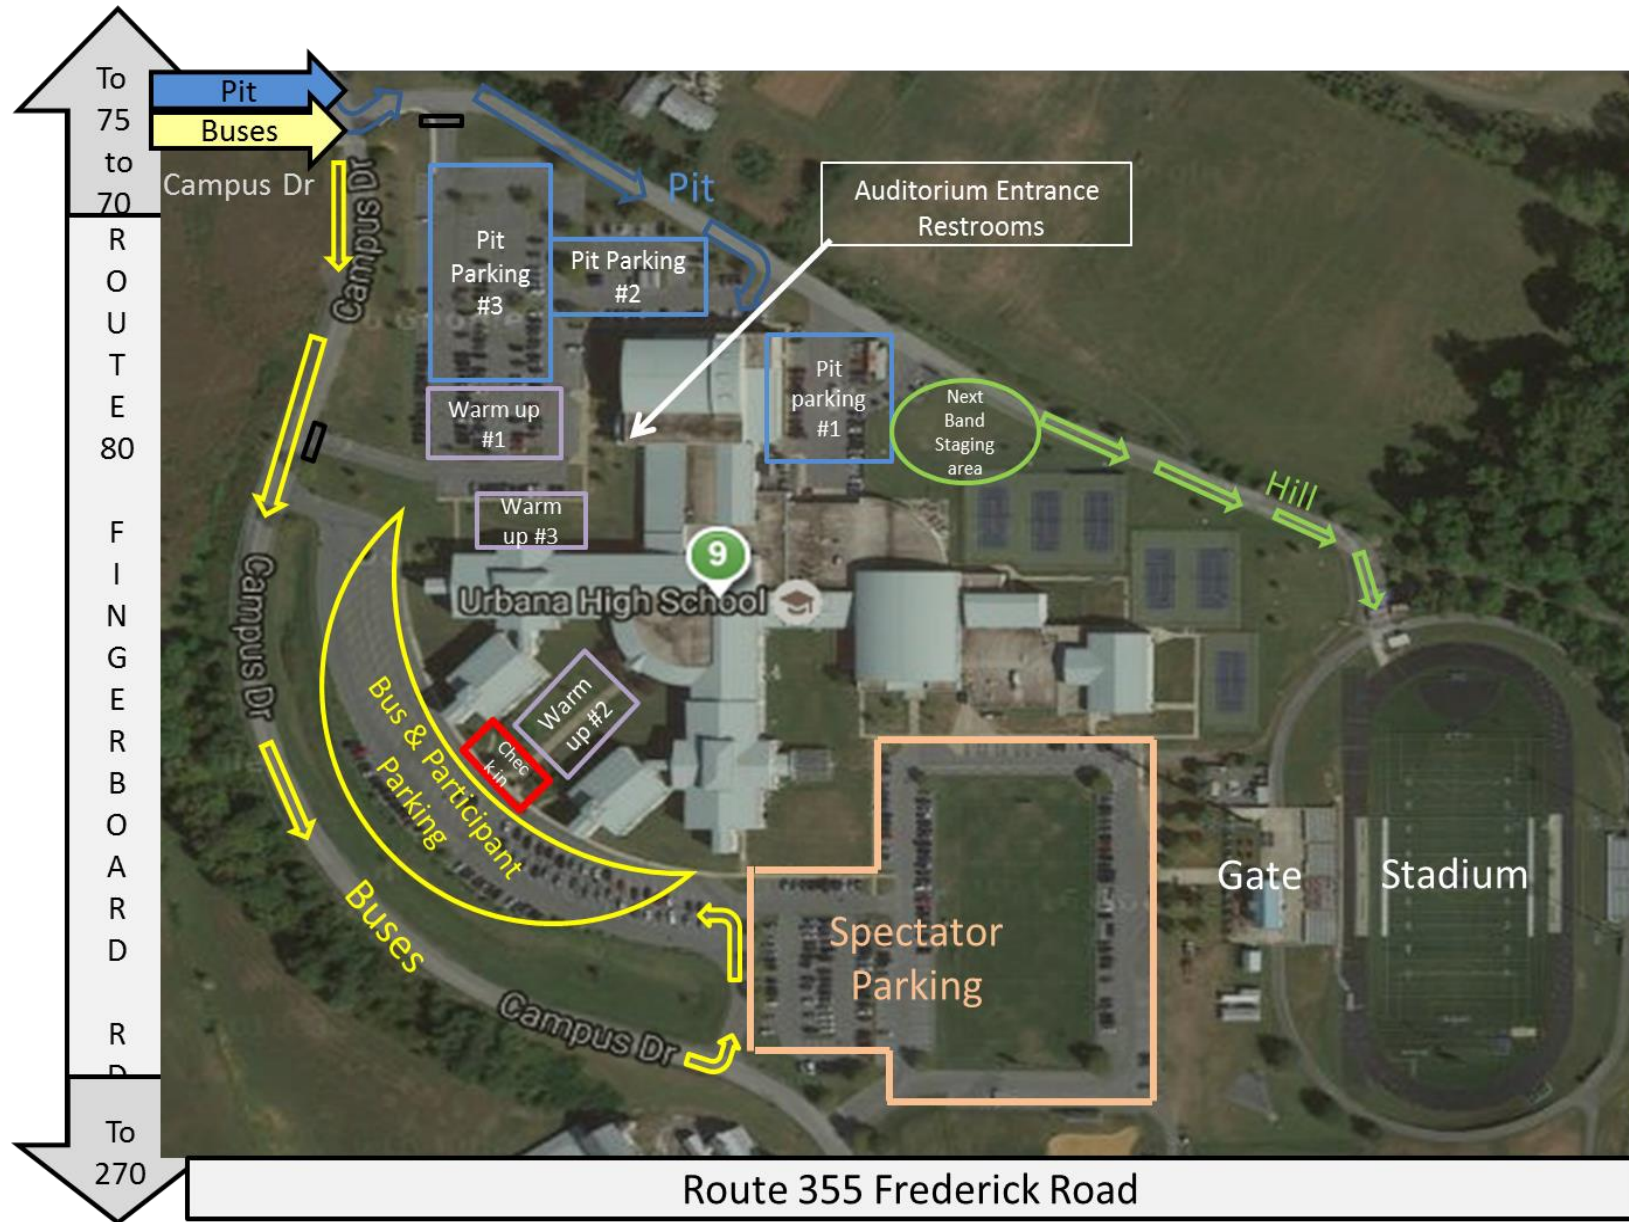 To
75
to
70
R
O
U
T
E
80
F
I
N
G
E
R
B
O
A
R
D
R
D
To
270
Pit
Buses
Campus Dr
Campus Dr
Pit
Auditorium Entrance
Restrooms
Pit
Parking
#3
Pit Parking
#2
Pit
parking
#1
Warm up
#1
Next
Band
Staging
area
Hill
Warm
up #3
9
Urbana High School
Campus Dr
Warm
up #2
Chec
k-in
Bus & Participant
Parking
Buses
Campus Dr
Spectator
Parking
Gate
Stadium
Route 355 Frederick Road